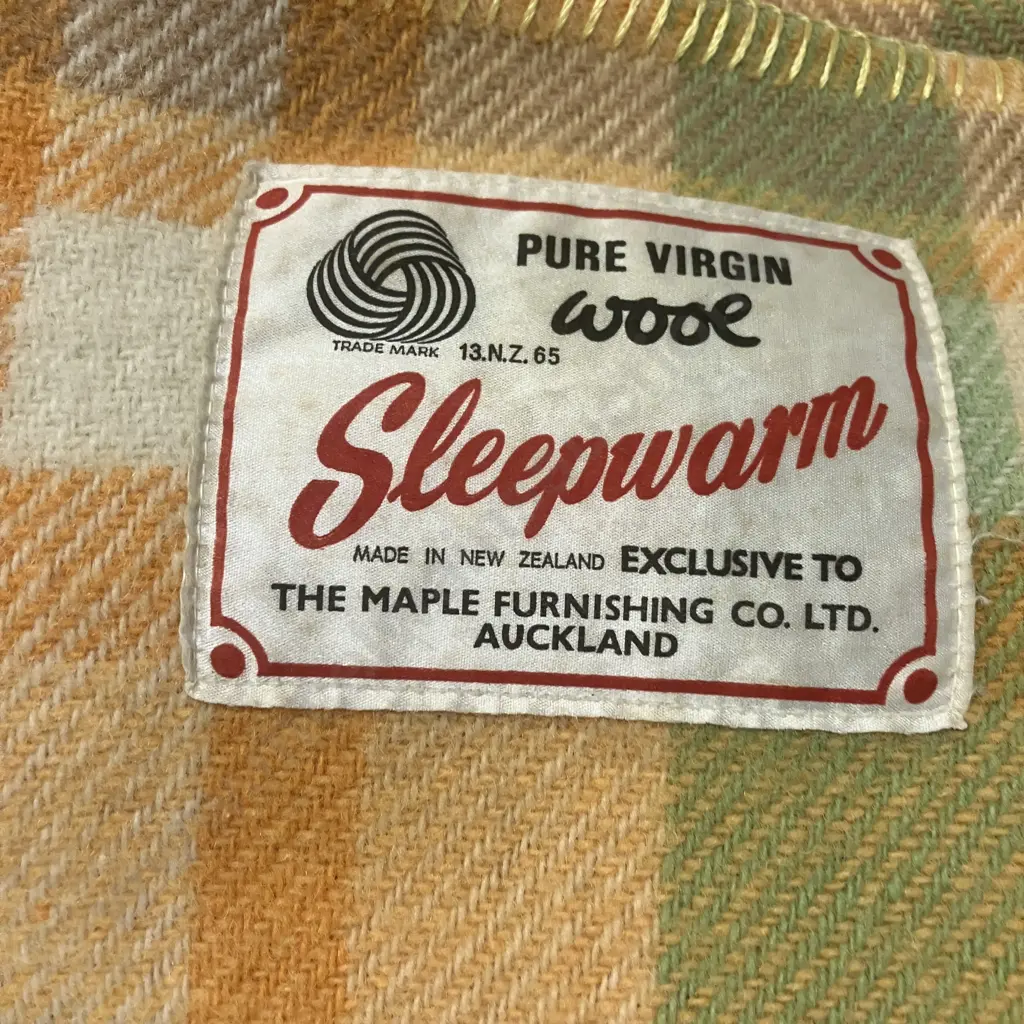 PURE VIRGIN
wool
TRADE MARK 13.N.Z.65
Sleepwarm
MADE IN NEW ZEALAND EXCLUSIVE TO
THE MAPLE FURNISHING CO. LTD.
AUCKLAND